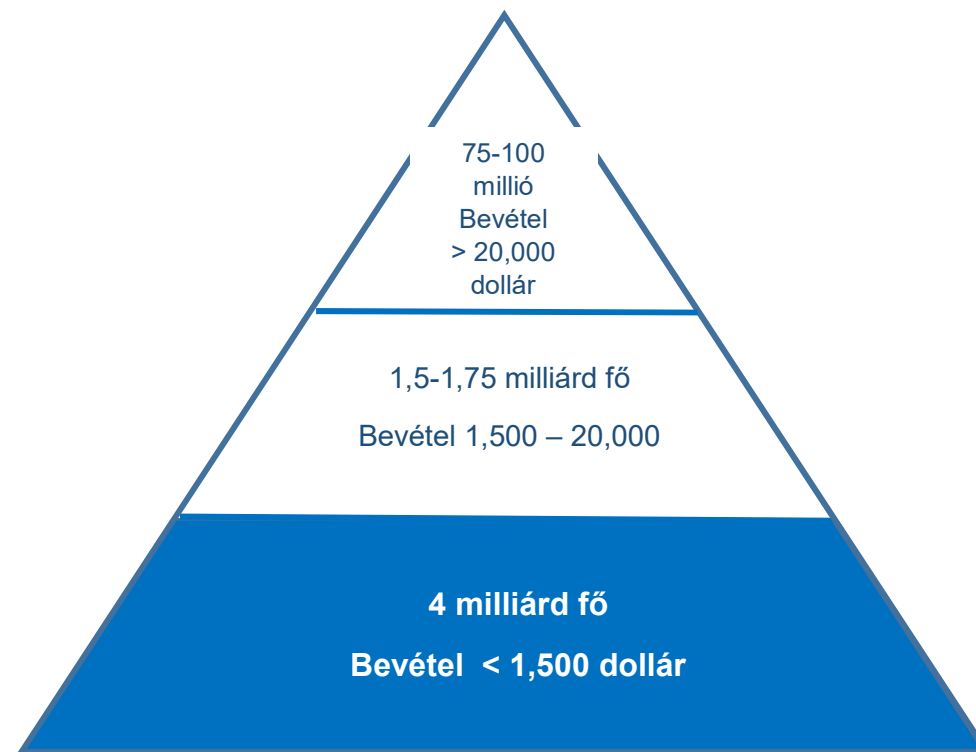 75-100
millió
Bevétel
> 20,000
dollár
1,5-1,75 milliárd fő
Bevétel 1,500 – 20,000
4 milliárd fő
Bevétel < 1,500 dollár